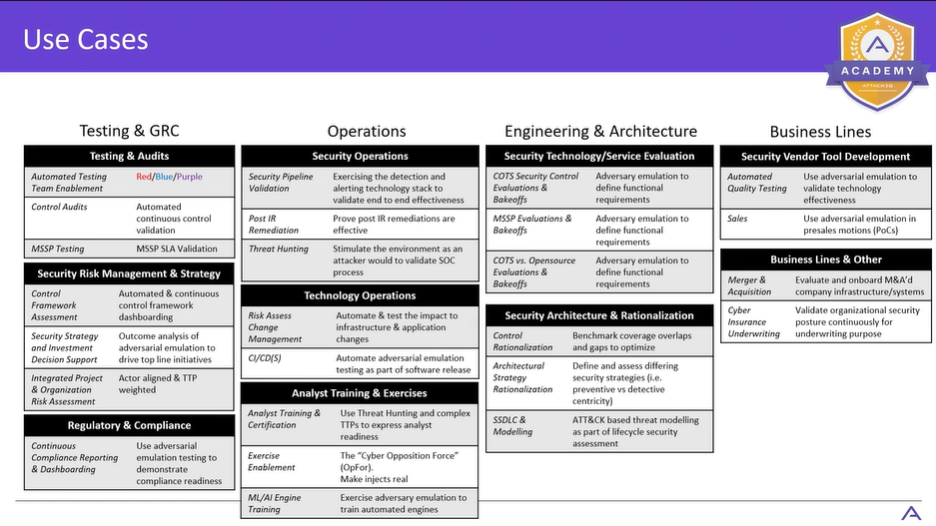 Use Cases
ACADEMY
ATTACKIQ
Testing & GRC
Testing & Audits
Automated Testing Red/Blue/Purple
Team Enablement
Control Audits Automated
continuous control
validation
MSSP Testing MSSP SLA Validation
Security Risk Management & Strategy
Control Automated & continuous
Framework control framework
Assessment dashboarding
Security Strategy Outcome analysis of
and Investment adversarial emulation to
Decision Support drive top line initiatives
Integrated Project Actor aligned & TTP
& Organization weighted
Risk Assessment
Regulatory & Compliance
Continuous Use adversarial
Compliance Reporting emulation testing to
& Dashboarding demonstrate
compliance readiness
Operations
Security Operations
Security Pipeline Exercising the detection and
Validation alerting technology stack to
validate end to end effectiveness
Post IR Prove post IR remediations are
Remediation effective
Threat Hunting Stimulate the environment as an
attacker would to validate SOC
process
Technology Operations
Risk Assess Automate & test the impact to
Change infrastructure & application
Management changes
CI/CD(S) Automate adversarial emulation
testing as part of software release
Analyst Training & Exercises
Analyst Training & Use Threat Hunting and complex
Certification TTPs to express analyst
readiness
Exercise The “Cyber Opposition Force”
Enablement (OpFor).
Make injects real
ML/AI Engine Exercise adversary emulation to
Training train automated engines
Engineering & Architecture
Security Technology/Service Evaluation
COTS Security Control Adversary emulation to
Evaluations & define functional
Bakeoffs requirements
MSSP Evaluations & Adversary emulation to
Bakeoffs define functional
requirements
COTS vs. Opensource Adversary emulation to
Evaluations & define functional
Bakeoffs requirements
Security Architecture & Rationalization
Control Benchmark coverage overlaps
Rationalization and gaps to optimize
Architectural Define and assess differing
Strategy security strategies (i.e.
Rationalization preventive vs detective
centricity)
SSDLC & ATT&CK based threat modelling
Modelling as part of lifecycle security
assessment
Business Lines
Security Vendor Tool Development
Automated Use adversarial emulation to
Quality Testing validate technology
effectiveness
Sales Use adversarial emulation in
presales motions (PoCs)
Business Lines & Other
Merger & Evaluate and onboard M&A’d
Acquisition company infrastructure/systems
Cyber Validate organizational security
Insurance posture continuously for
Underwriting underwriting purpose